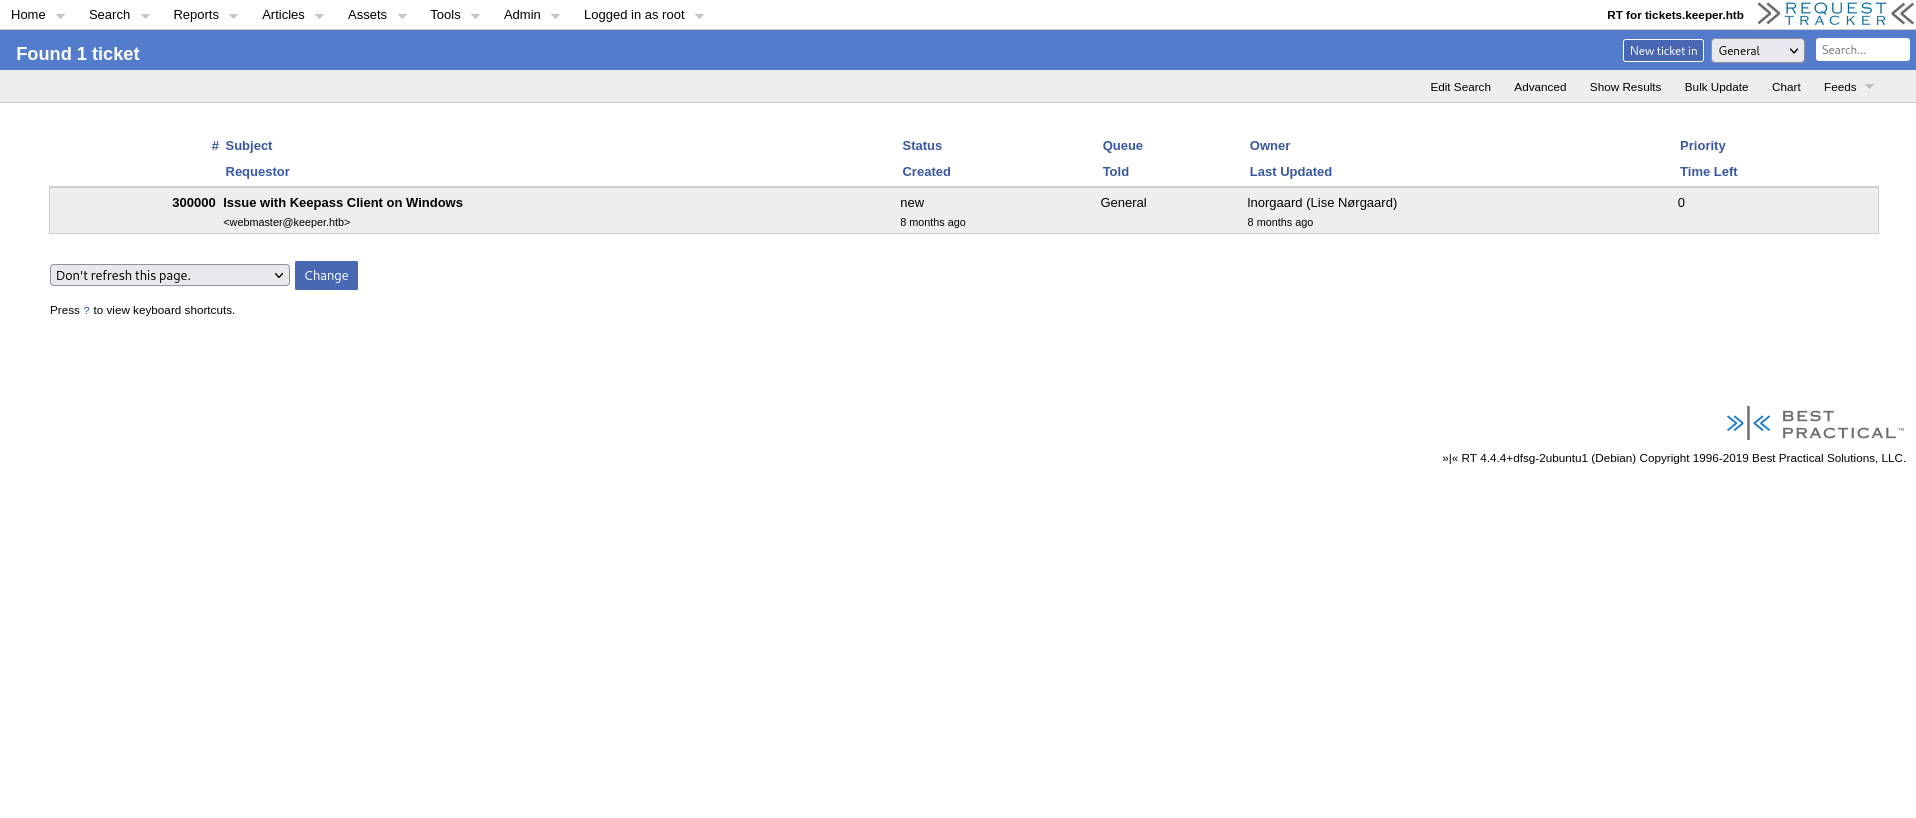 Home Search Reports Articles Assets Tools Admin Logged in as root RT for tickets.keeper.htb REQUEST TRACKER
Found 1 ticket New ticket in General Search...
Edit Search Advanced Show Results Bulk Update Chart Feeds
# Subject Status Queue Owner Priority
Requestor Created Told Last Updated Time Left
300000 Issue with Keepass Client on Windows new General lnorgaard (Lise Nørgaard) 0
<webmaster@keeper.htb> 8 months ago 8 months ago
Don't refresh this page. Change
Press ? to view keyboard shortcuts.
BEST
PRACTICAL™
»|« RT 4.4.4+dfsg-2ubuntu1 (Debian) Copyright 1996-2019 Best Practical Solutions, LLC.